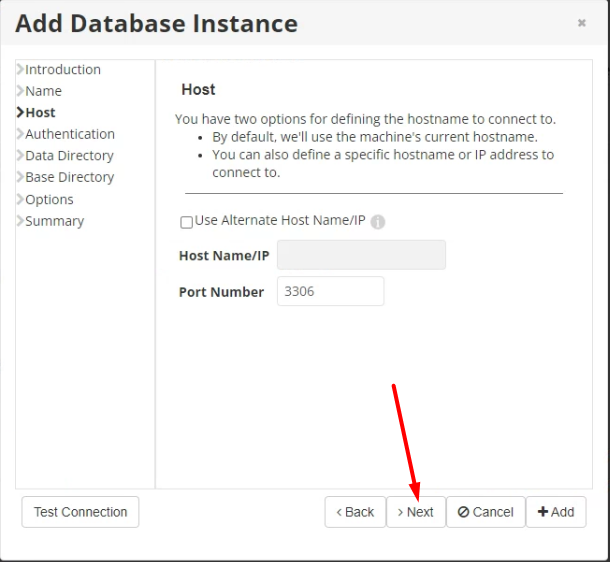 Add Database Instance
×
Introduction
Name
Host
Authentication
Data Directory
Base Directory
Options
Summary
Host
You have two options for defining the hostname to connect to.
• By default, we'll use the machine's current hostname.
• You can also define a specific hostname or IP address to
connect to.
Use Alternate Host Name/IP i
Host Name/IP
Port Number 3306
Test Connection
Back
Next
Cancel
Add